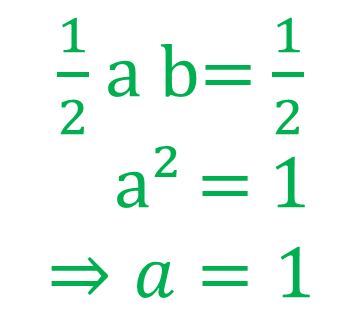 1/2 a b = 1/2
a² = 1
⇒ a = 1